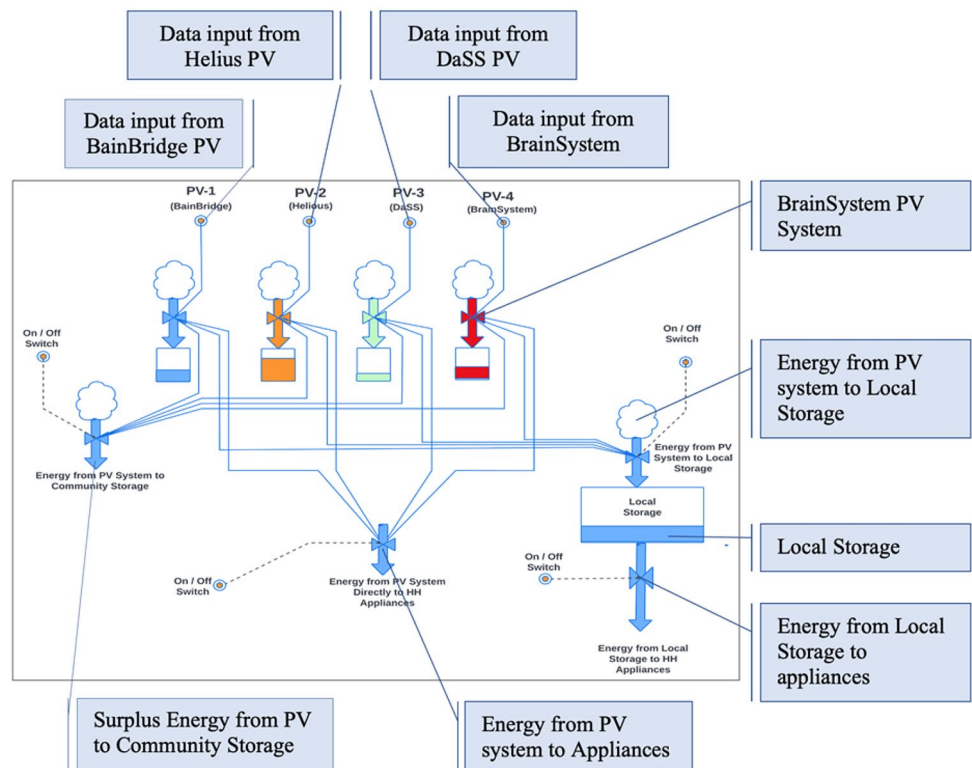 Data input from
Helius PV
Data input from
DaSS PV
Data input from
BainBridge PV
Data input from
BrainSystem
PV-1
(BainBridge)
PV-2
(Helious)
PV-3
(DaSS)
PV-4
(BrainSystem)
BrainSystem PV
System
On / Off
Switch
On / Off
Switch
Energy from PV
system to Local
Storage
Energy from PV System to
Community Storage
Energy from PV
System to Local
Storage
Local
Storage
Local Storage
On / Off
Switch
Energy from PV System
Directly to HH
Appliances
On / Off
Switch
Energy from Local
Storage to HH
Appliances
Energy from Local
Storage to
appliances
Surplus Energy from PV
to Community Storage
Energy from PV
system to Appliances